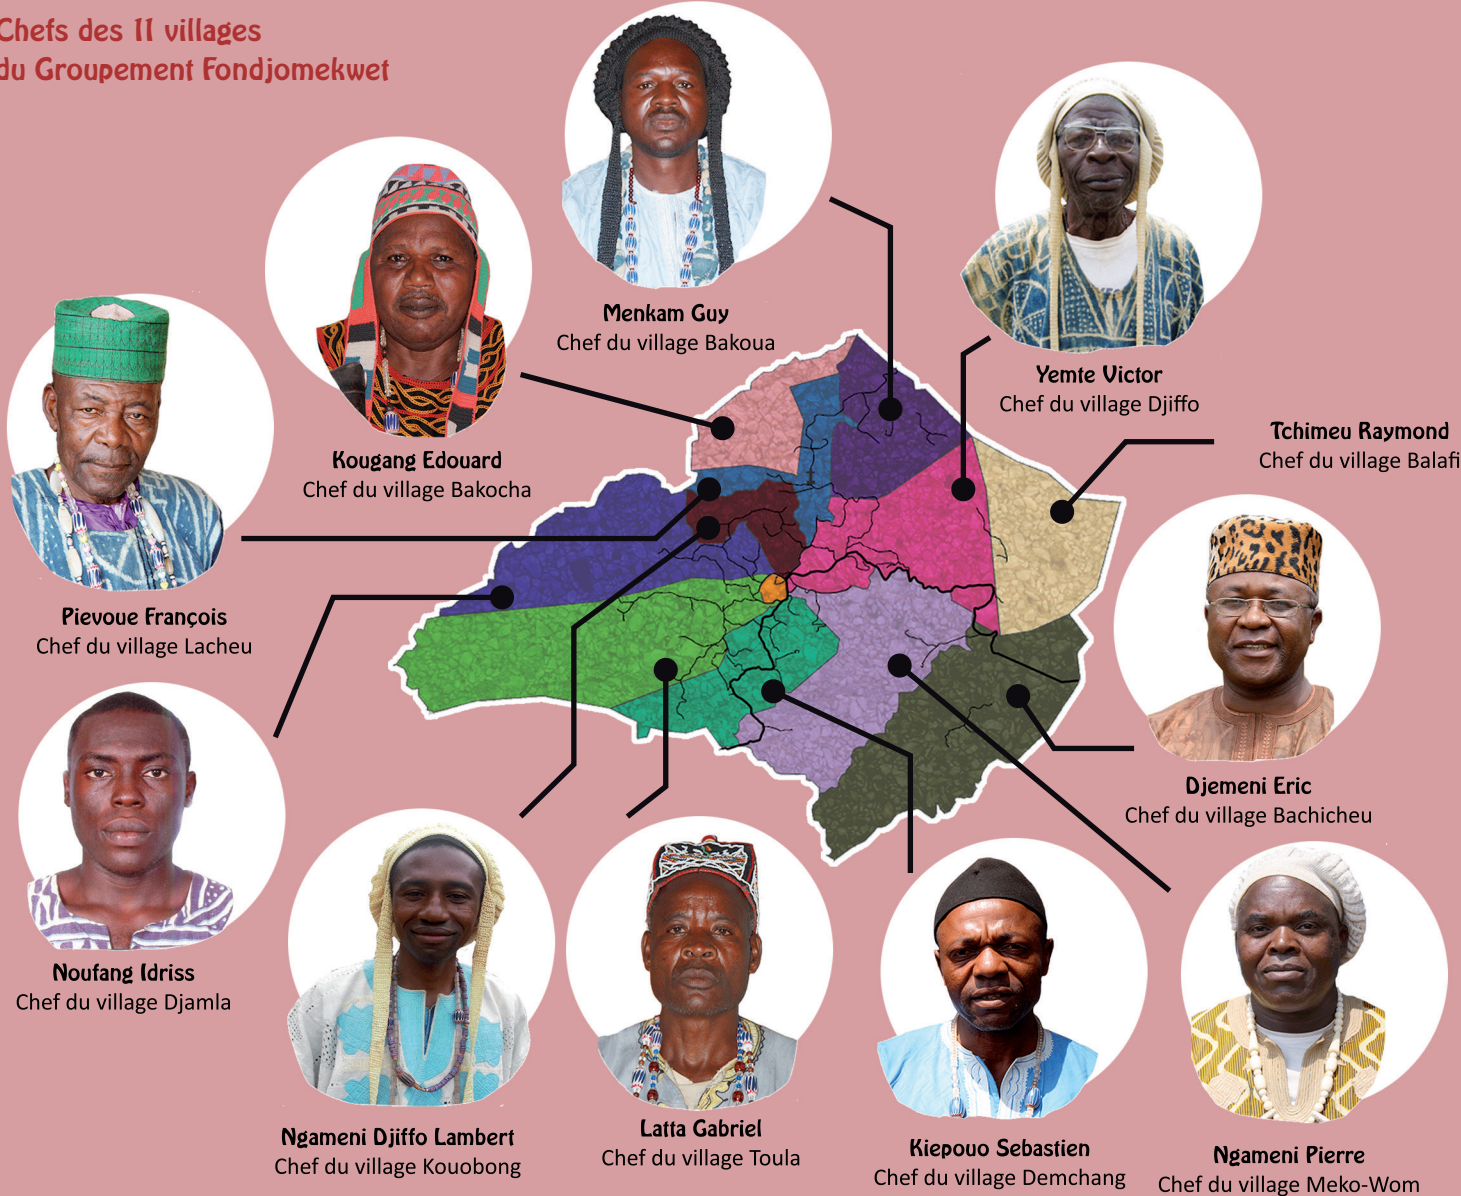 Chefs des 11 villages
du Groupement Fondjomekwet
Menkam Guy
Chef du village Bakoua
Yemte Victor
Chef du village Djiffo
Tchimeu Raymond
Chef du village Balafi
Kougang Edouard
Chef du village Bakocha
Pievoue François
Chef du village Lacheu
Djemeni Eric
Chef du village Bachicheu
Noufang Idriss
Chef du village Djamla
Ngameni Djiffo Lambert
Chef du village Kouobong
Latta Gabriel
Chef du village Toula
Kiepouo Sebastien
Chef du village Demchang
Ngameni Pierre
Chef du village Meko-Wom